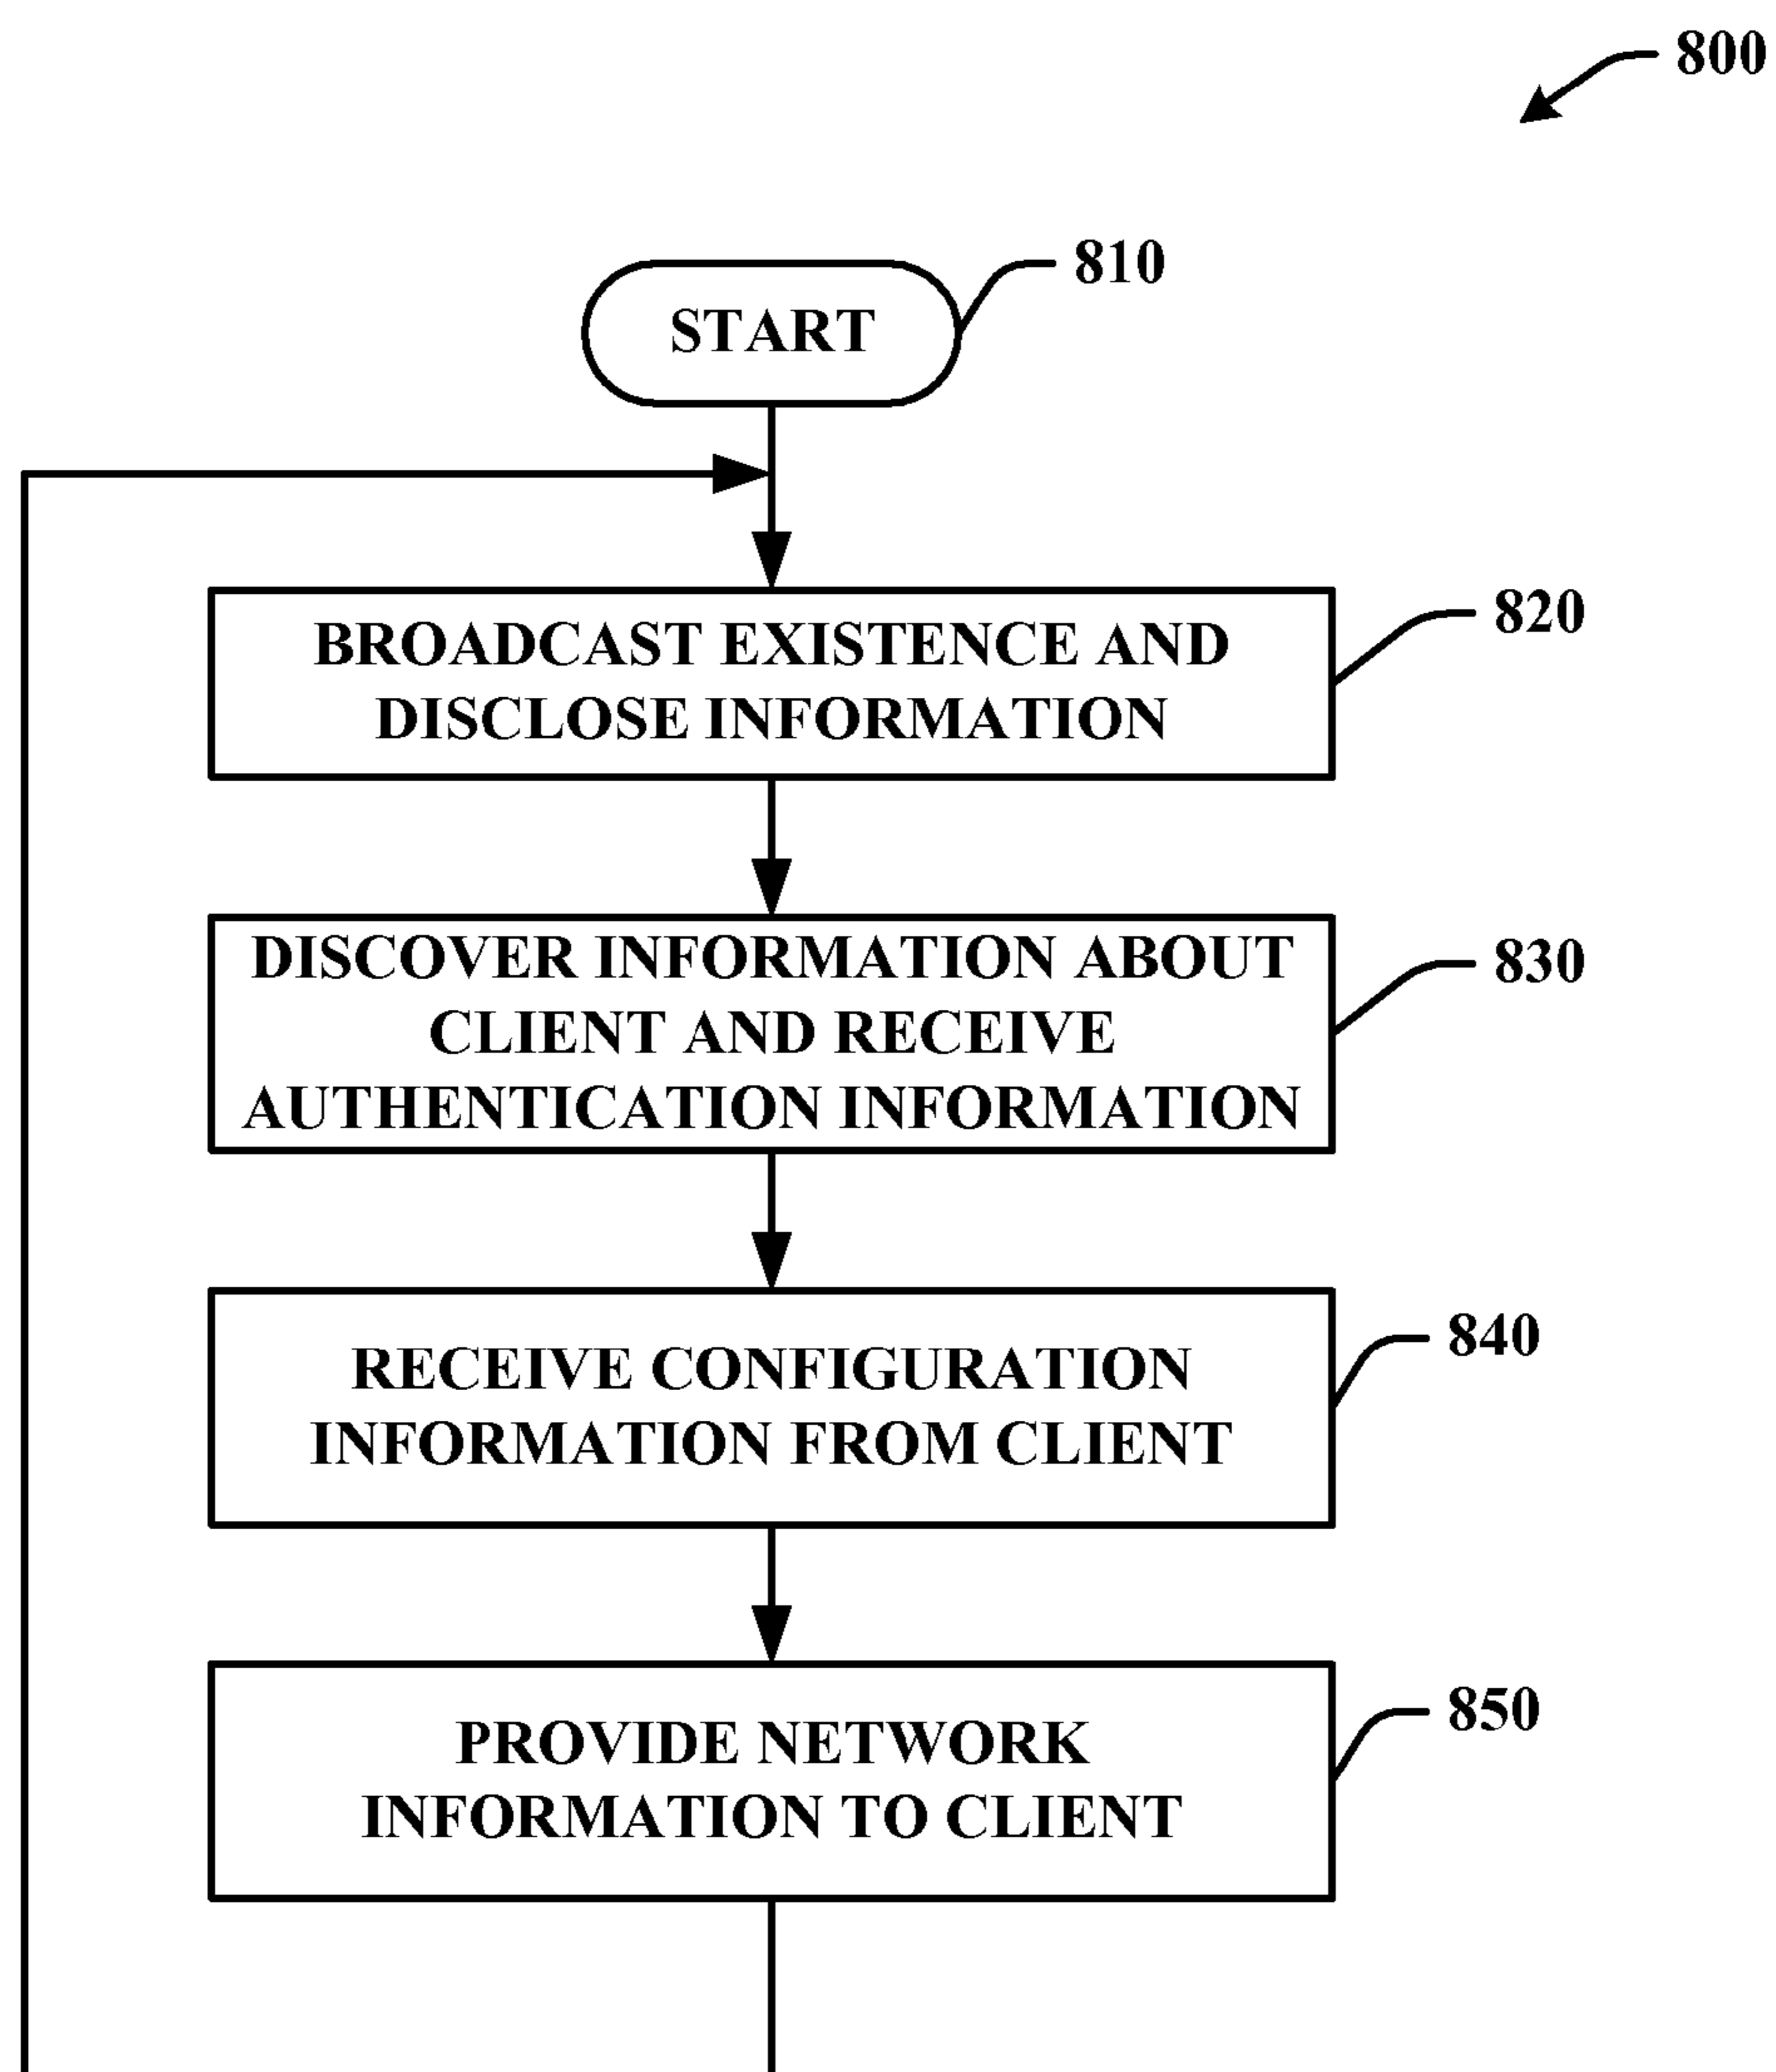 800
START
810
BROADCAST EXISTENCE AND
DISCLOSE INFORMATION
820
DISCOVER INFORMATION ABOUT
CLIENT AND RECEIVE
AUTHENTICATION INFORMATION
830
RECEIVE CONFIGURATION
INFORMATION FROM CLIENT
840
PROVIDE NETWORK
INFORMATION TO CLIENT
850